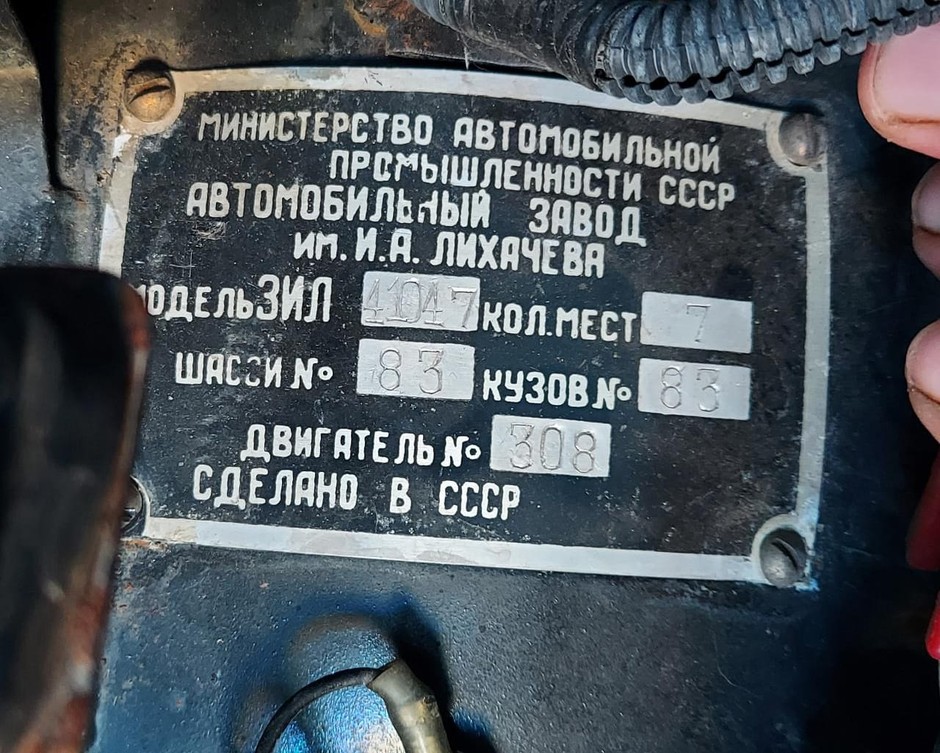 МИНИСТЕРСТВО АВТОМОБИЛЬНОЙ
ПРОМЫШЛЕННОСТИ СССР
АВТОМОБИЛЬНЫЙ ЗАВОД
ИМ. И.А. ЛИХАЧЕВА
МОДЕЛЬ ЗИЛ 41047 КОЛ. МЕСТ 7
ШАССИ № 83 КУЗОВ № 83
ДВИГАТЕЛЬ № 308
СДЕЛАНО В СССР